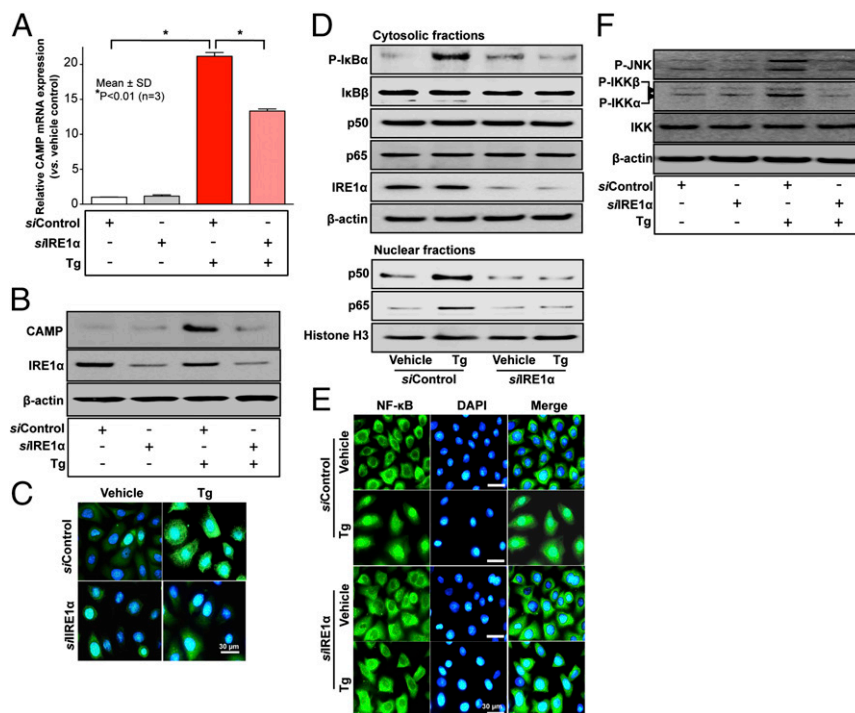 A
Relative CAMP mRNA expression
(vs. vehicle control)
20
10
0
Mean ± SD
*P<0.01 (n=3)
*
*
siControl + - + -
siIRE1α - + - +
Tg - - + +
B
CAMP
IRE1α
β-actin
siControl + - + -
siIRE1α - + - +
Tg - - + +
C
Vehicle Tg
siControl
siIRE1α
30 µm
D
Cytosolic fractions
P-IκBα
IκBβ
p50
p65
IRE1α
β-actin
Nuclear fractions
p50
p65
Histone H3
Vehicle Tg Vehicle Tg
siControl siIRE1α
E
NF-κB DAPI Merge
siControl
Vehicle
Tg
siIRE1α
Vehicle
Tg
30 µm
F
P-JNK
P-IKKβ
P-IKKα
IKK
β-actin
siControl + - + -
siIRE1α - + - +
Tg - - + +